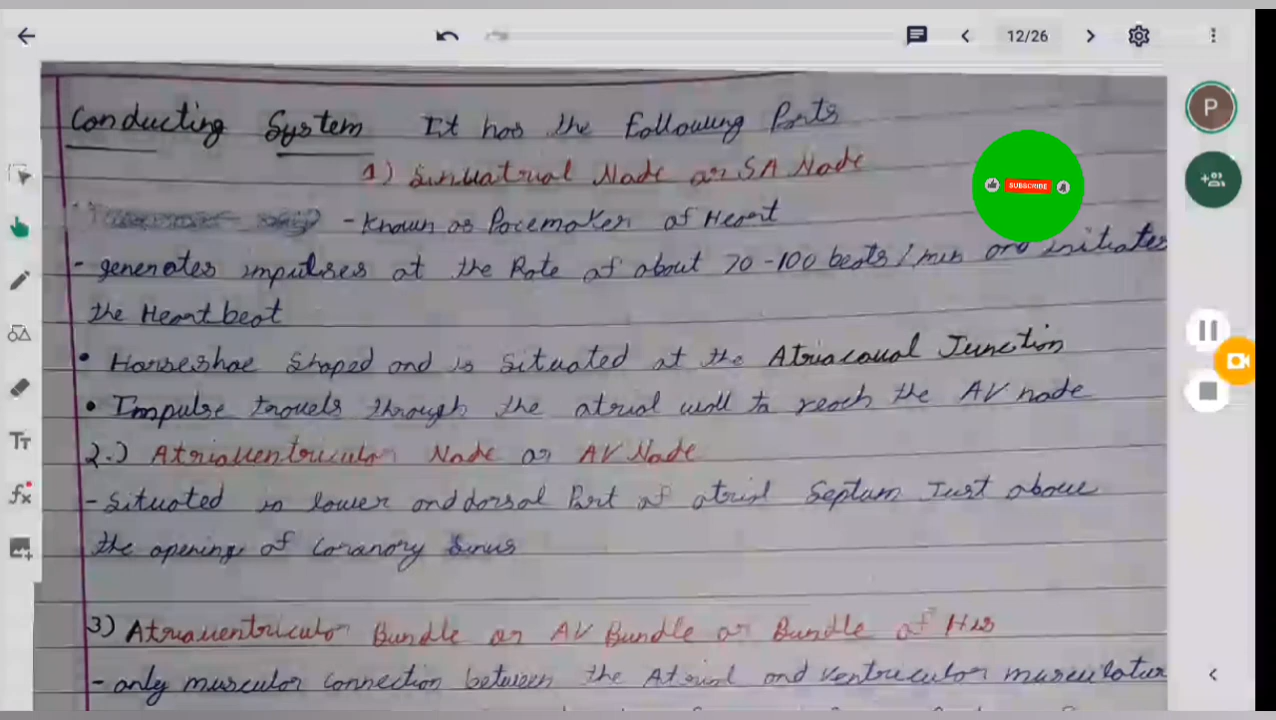 12/26
P
Conducting System It has the following Parts
1) Sinuatrial Node or SA Node
SUBSCRIBE
- Known as Pacemaker of Heart
- generates impulses at the Rate of about 70-100 beats/min and initiates
the Heartbeat
• Horseshoe Shaped and is situated at the Atriacaval Junction
• Impulse travels through the atrial wall to reach the AV node
2.) Atrioventricular Node or AV Node
- Situated in lower and dorsal Part of atrial Septum Just above
the opening of Coronary Sinus
3) Atrioventricular Bundle or AV Bundle or Bundle of His
- only muscular connection between the Atrial and Ventricular musculatur
Tт
fx